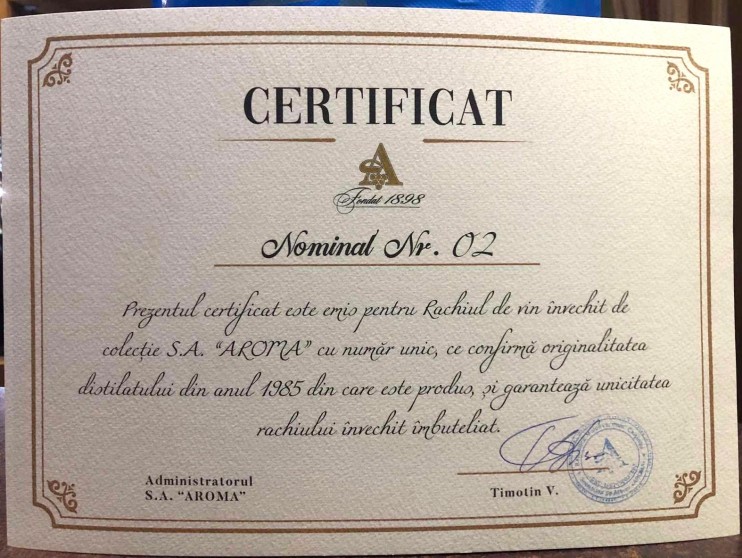 CERTIFICAT
A
Fondat 1898
Nominal Nr. 02
Prezentul certificat este emis pentru Rachiul de vin învechit de
colecție S.A. “AROMA” cu număr unic, ce confirmă originalitatea
distilatului din anul 1985 din care este produs, și garantează unicitatea
rachiului învechit îmbuteliat.
Administratorul
S.A. “AROMA”
Timotin V.